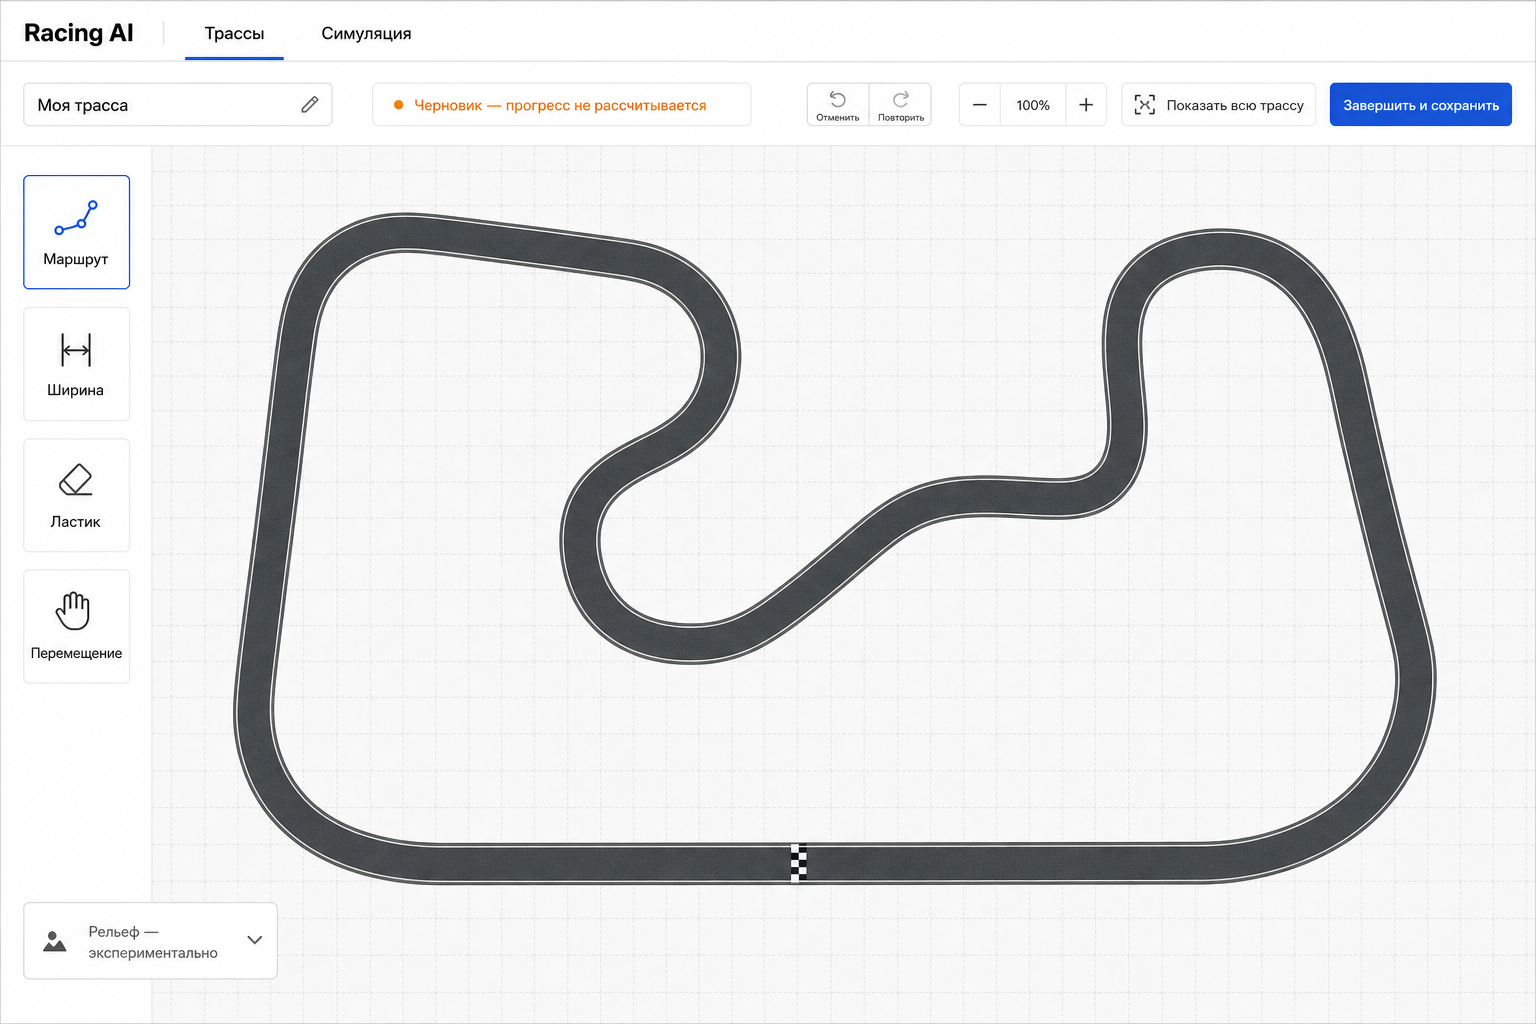 Racing AI
Трассы
Симуляция
Моя трасса
Черновик — прогресс не рассчитывается
Отменить
Повторить
100%
Показать всю трассу
Завершить и сохранить
Маршрут
Ширина
Ластик
Перемещение
Рельеф —
экспериментально